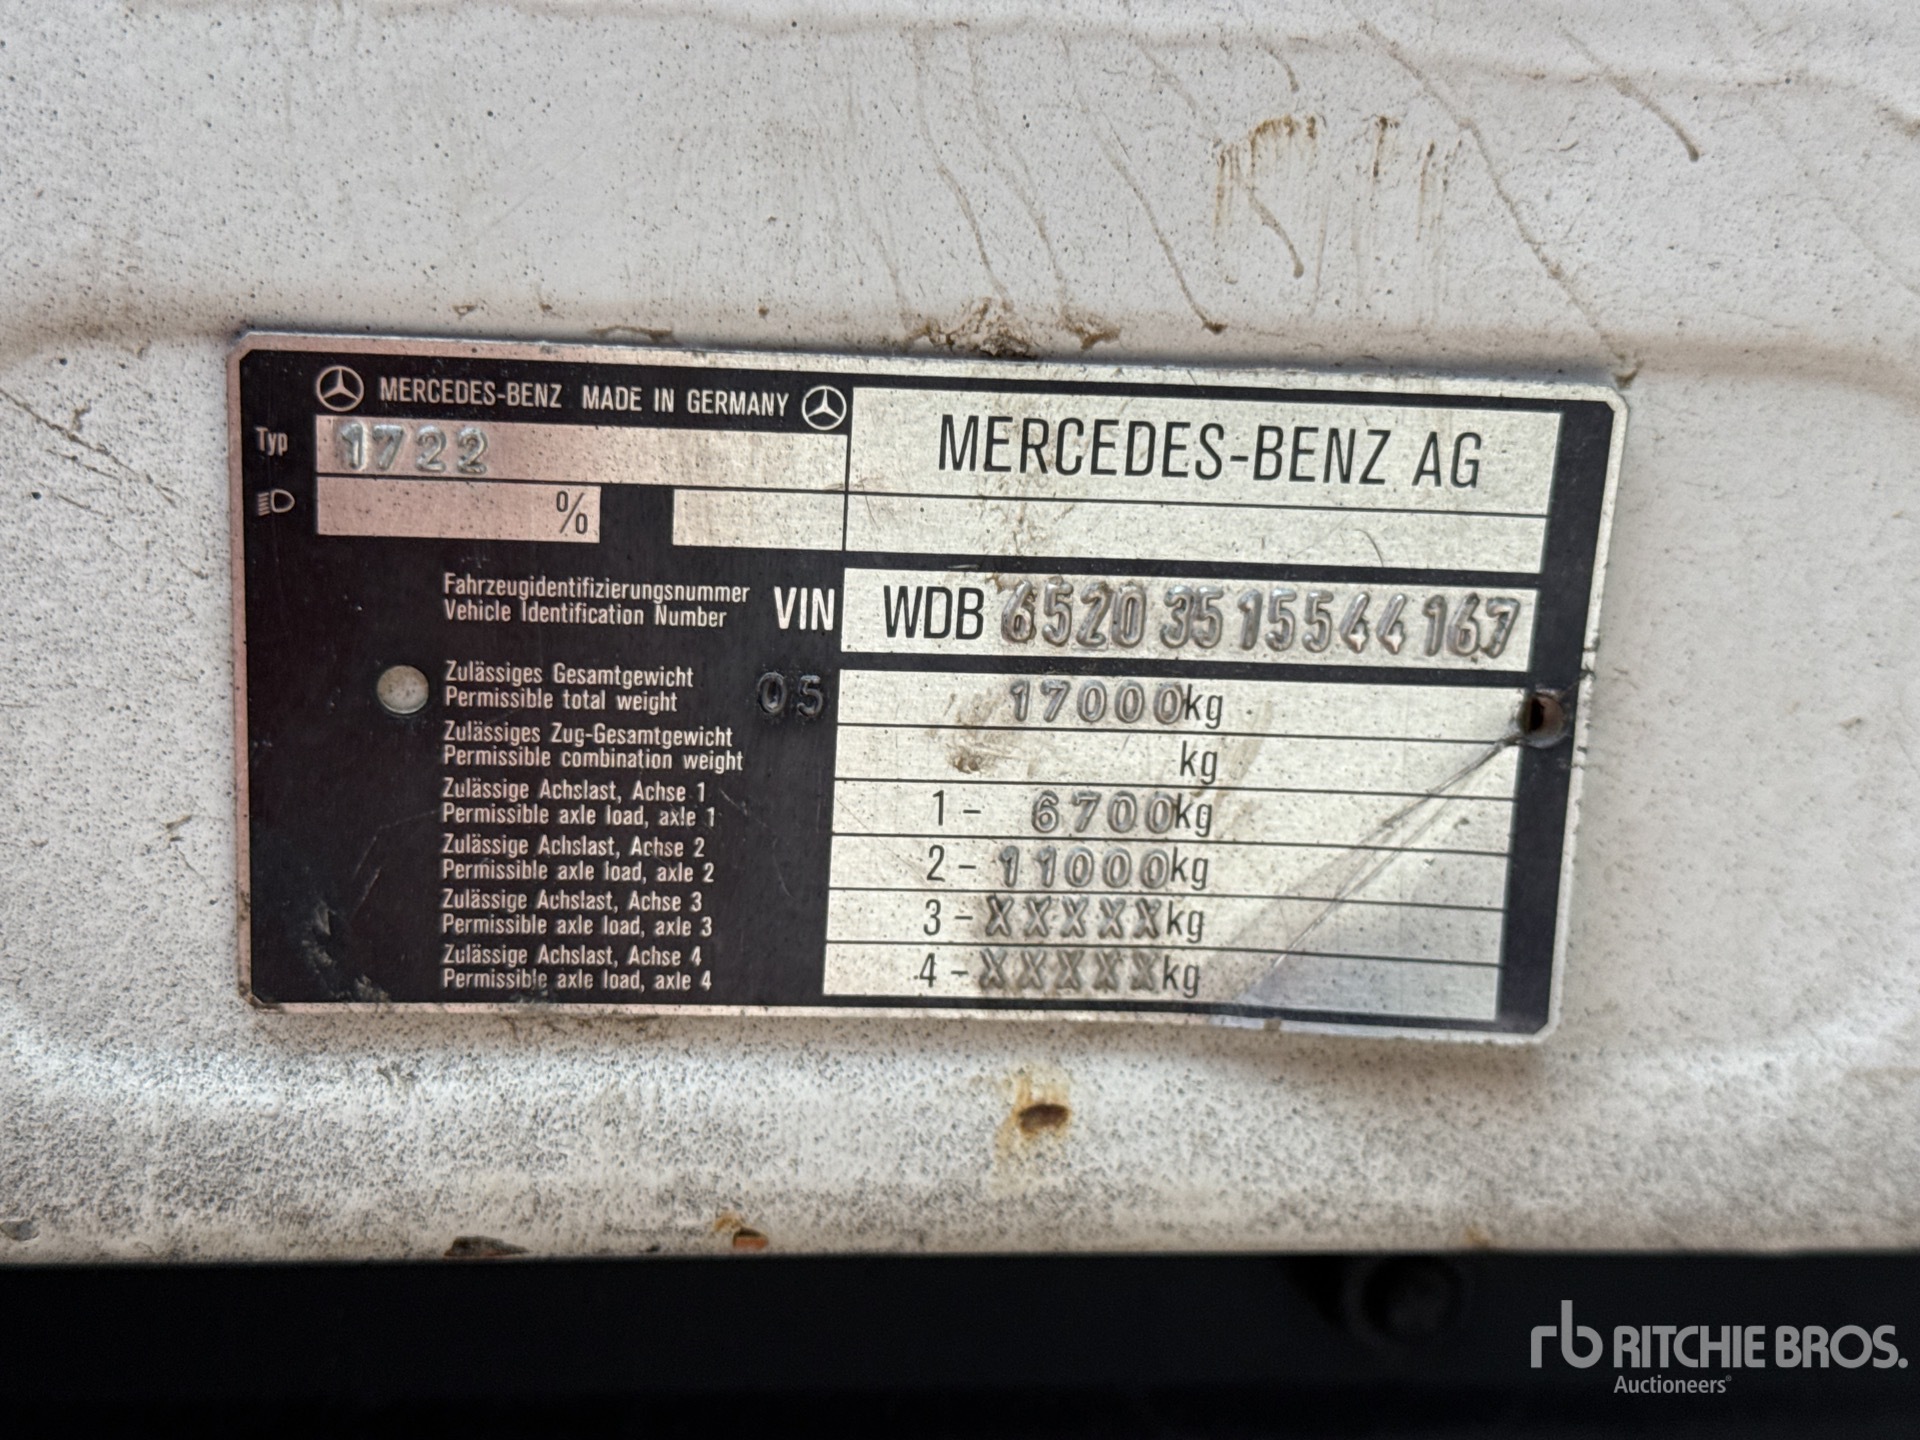 MERCEDES-BENZ MADE IN GERMANY
MERCEDES-BENZ AG
Typ 1722
%
Fahrzeugidentifizierungsnummer
Vehicle Identification Number
VIN WDB 65203515544167
Zulässiges Gesamtgewicht
Permissible total weight
05 17000kg
Zulässiges Zug-Gesamtgewicht
Permissible combination weight
kg
Zulässige Achslast, Achse 1
Permissible axle load, axle 1
1- 6700kg
Zulässige Achslast, Achse 2
Permissible axle load, axle 2
2- 11000kg
Zulässige Achslast, Achse 3
Permissible axle load, axle 3
3- XXXXXkg
Zulässige Achslast, Achse 4
Permissible axle load, axle 4
4- XXXXXkg
rb RITCHIE BROS.
Auctioneers®